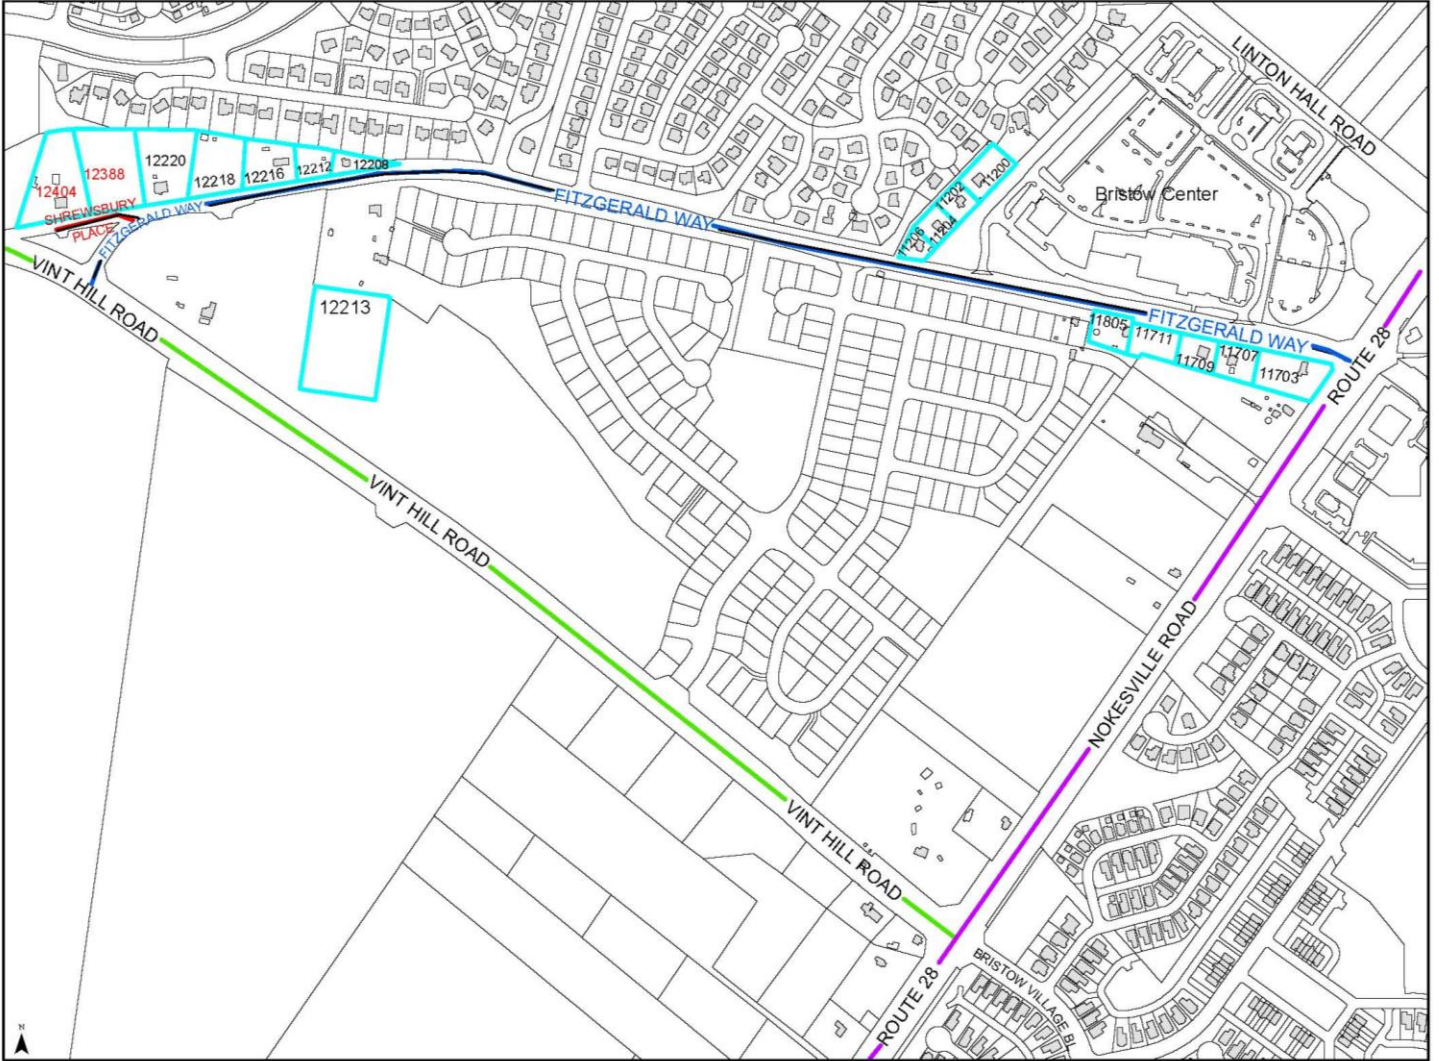 LINTON HALL ROAD
Bristow Center
12404
12388
12220
12218
12216
12212
12208
11200
11202
11204
11206
SHREWSBURY
PLACE
FITZGERALD WAY
FITZGERALD WAY
FITZGERALD WAY
VINT HILL ROAD
12213
11805
11711
11709
11707
11703
ROUTE 28
VINT HILL ROAD
NOKESVILLE ROAD
VINT HILL ROAD
BRISTOW VILLAGE BL
ROUTE 28
N